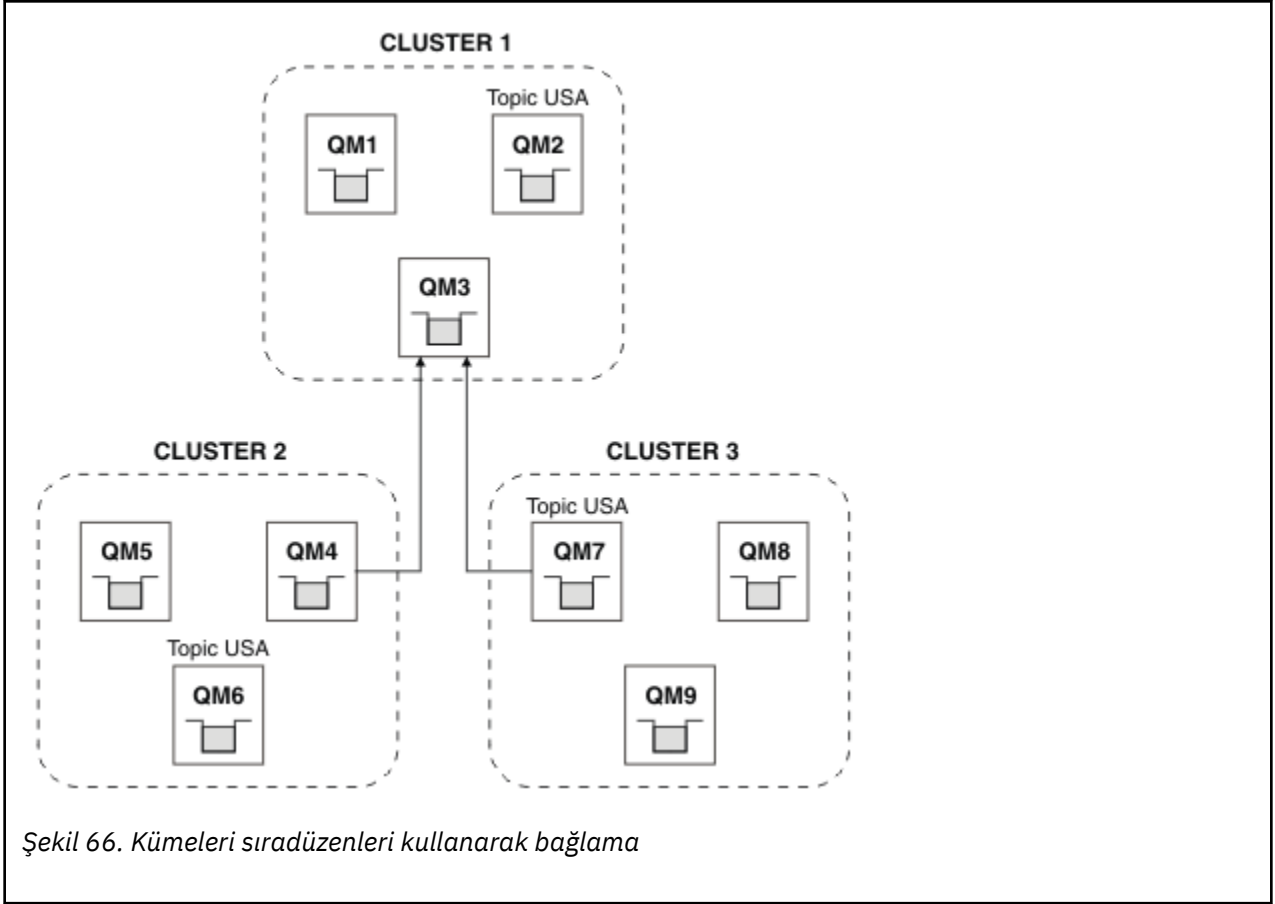 CLUSTER 1
Topic USA
QM1
QM2
QM3
CLUSTER 2
CLUSTER 3
Topic USA
QM5
QM4
QM7
QM8
Topic USA
QM6
QM9
Şekil 66. Kümeleri sıradüzenleri kullanarak bağlama